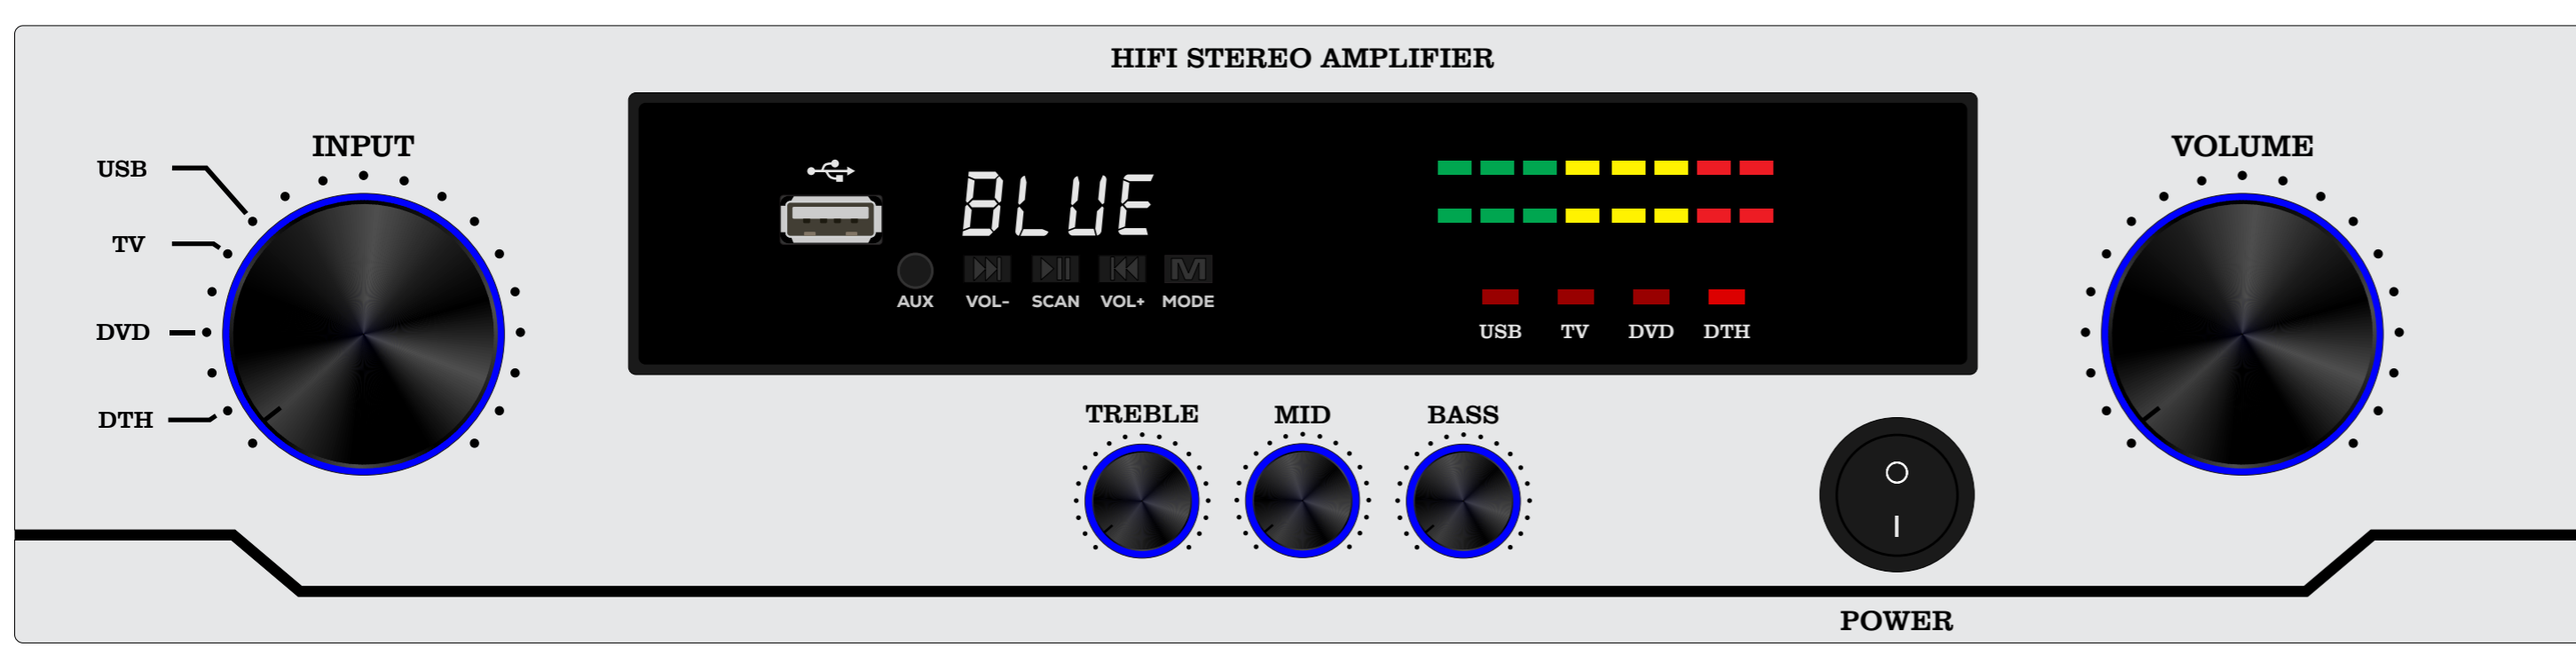 HIFI STEREO AMPLIFIER
INPUT
USB
TV
DVD
DTH
BLUE
M
AUX VOL- SCAN VOL+ MODE
USB TV DVD DTH
VOLUME
TREBLE MID BASS
POWER